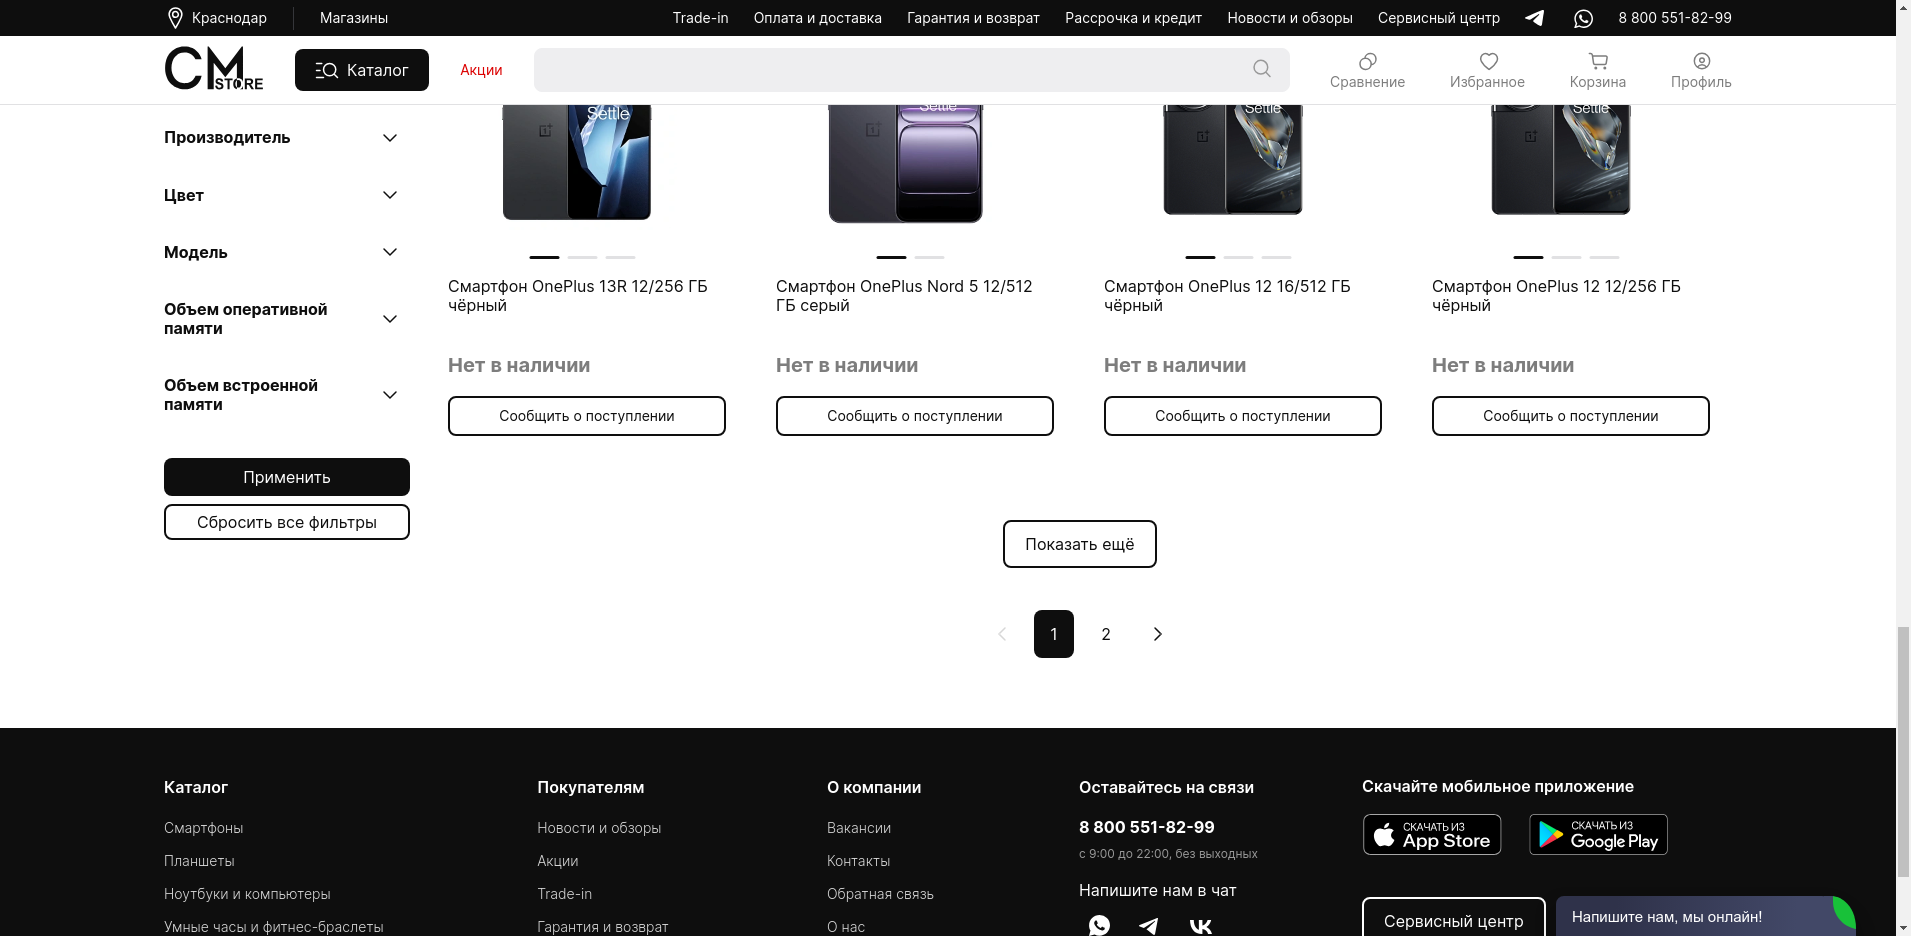 Краснодар
Магазины
Trade-in
Оплата и доставка
Гарантия и возврат
Рассрочка и кредит
Новости и обзоры
Сервисный центр
8 800 551-82-99
CM STORE
Каталог
Акции
Сравнение
Избранное
Корзина
Профиль
Производитель
Цвет
Модель
Объем оперативной
памяти
Объем встроенной
памяти
Применить
Сбросить все фильтры
Settle
Settle
Settle
Settle
Смартфон OnePlus 13R 12/256 ГБ
чёрный
Нет в наличии
Сообщить о поступлении
Смартфон OnePlus Nord 5 12/512
ГБ серый
Нет в наличии
Сообщить о поступлении
Смартфон OnePlus 12 16/512 ГБ
чёрный
Нет в наличии
Сообщить о поступлении
Смартфон OnePlus 12 12/256 ГБ
чёрный
Нет в наличии
Сообщить о поступлении
Показать ещё
1
2
Каталог
Смартфоны
Планшеты
Ноутбуки и компьютеры
Умные часы и фитнес-браслеты
Покупателям
Новости и обзоры
Акции
Trade-in
Гарантия и возврат
О компании
Вакансии
Контакты
Обратная связь
О нас
Оставайтесь на связи
8 800 551-82-99
с 9:00 до 22:00, без выходных
Напишите нам в чат
Скачайте мобильное приложение
СКАЧАТЬ ИЗ
App Store
СКАЧАТЬ ИЗ
Google Play
Сервисный центр
Напишите нам, мы онлайн!